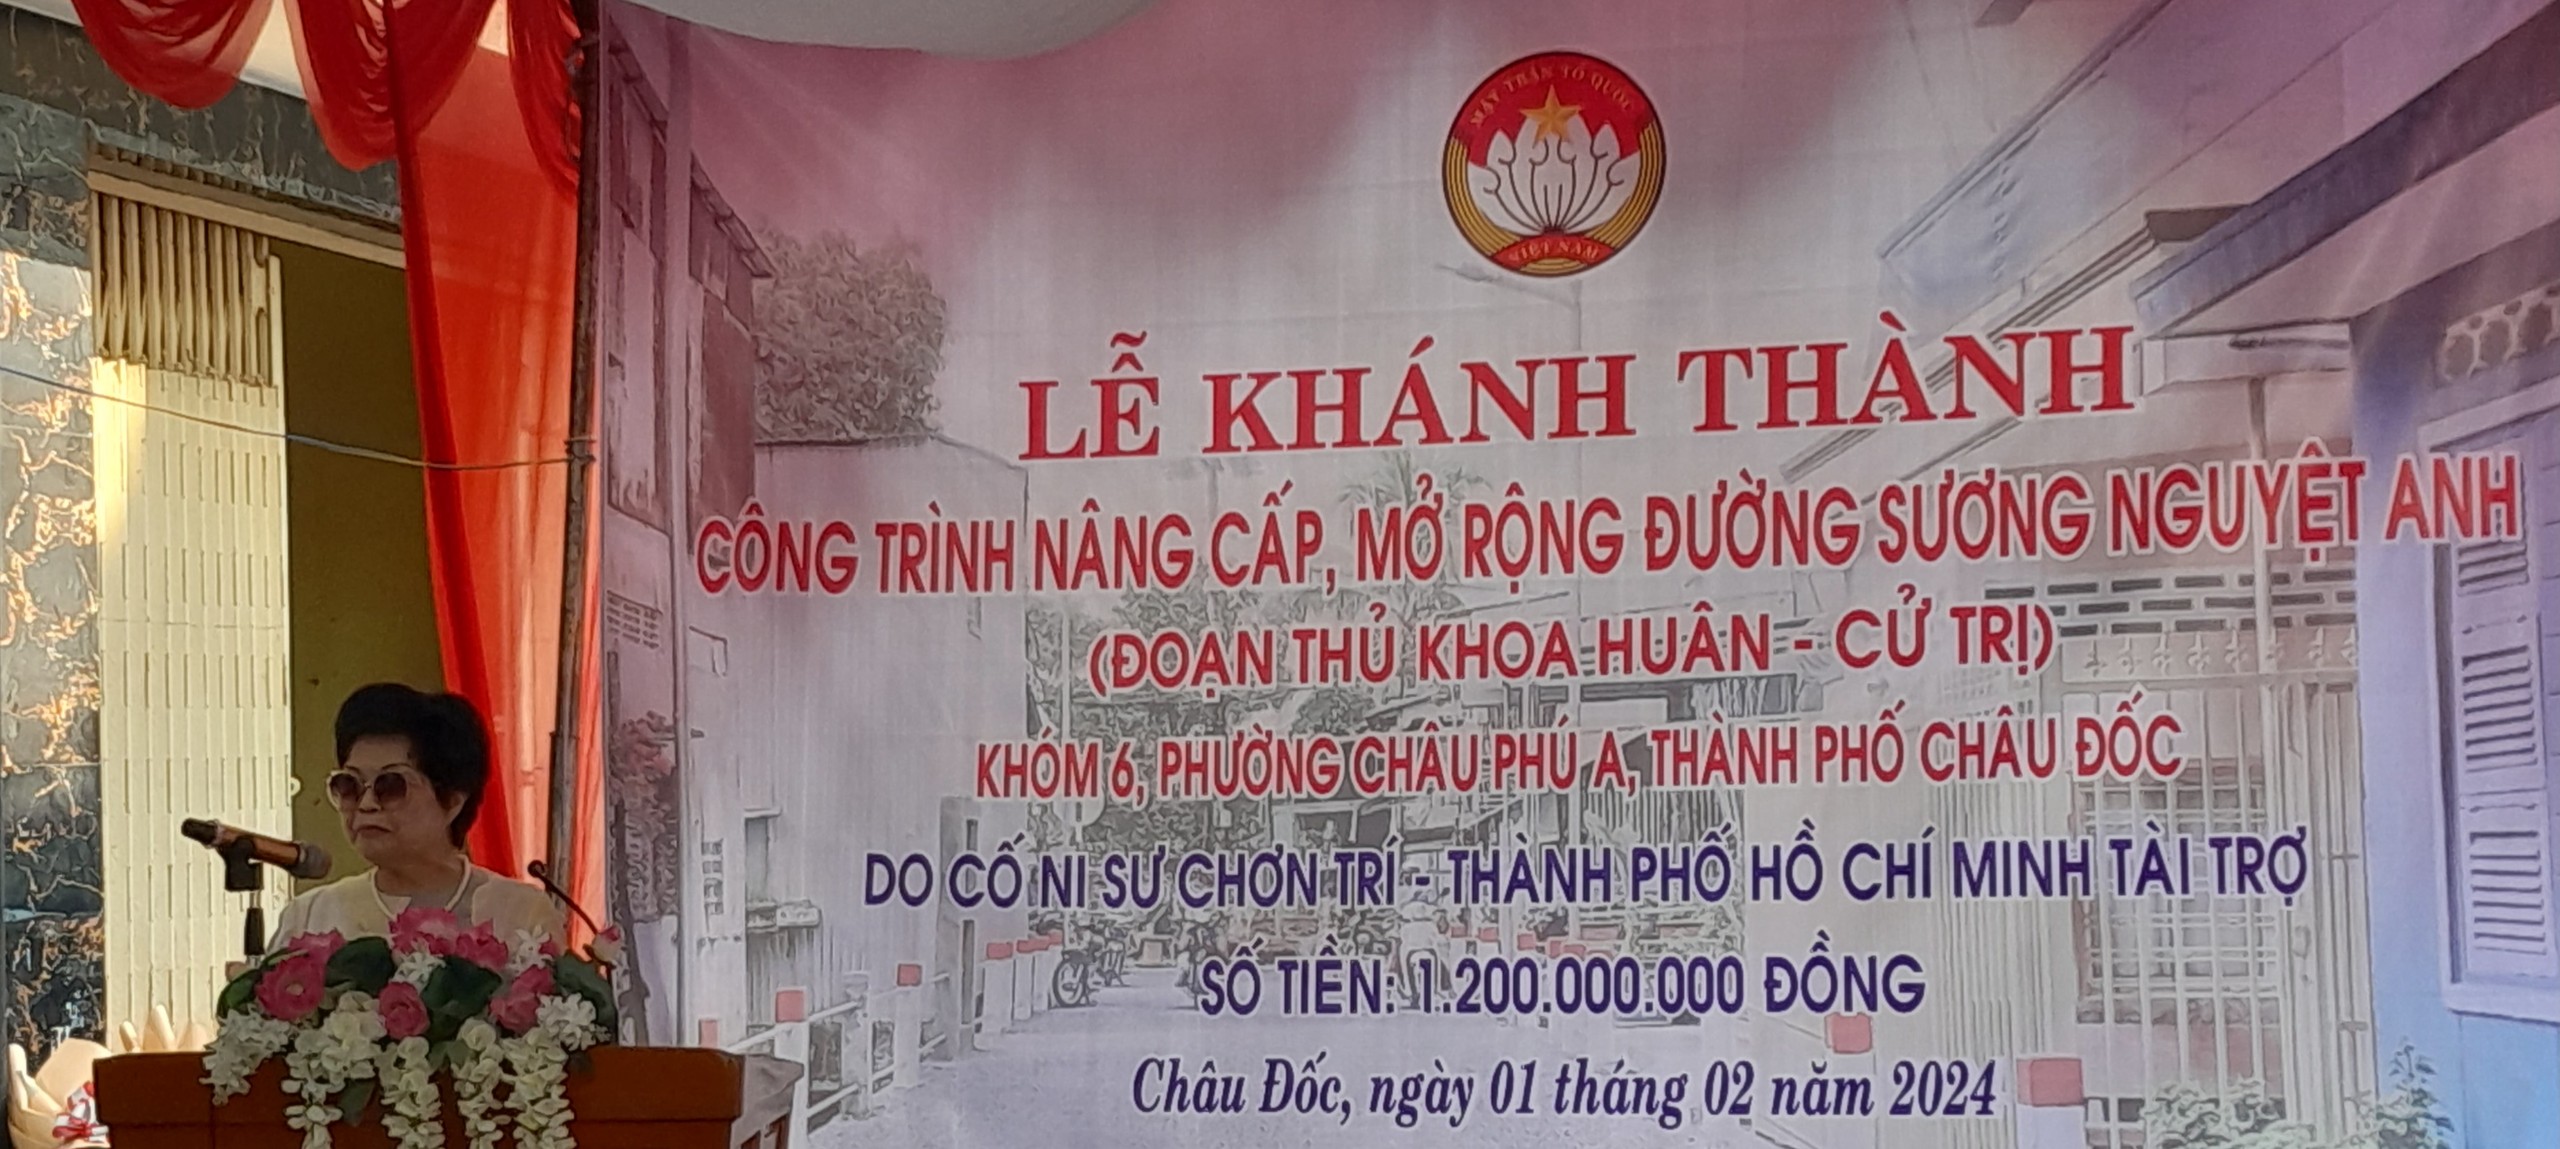 MẶT TRẬN TỔ QUỐC
VIỆT NAM
LỄ KHÁNH THÀNH
CÔNG TRÌNH NÂNG CẤP, MỞ RỘNG ĐƯỜNG SƯƠNG NGUYỆT ANH
(ĐOẠN THỦ KHOA HUÂN - CỬ TRỊ)
KHÓM 6, PHƯỜNG CHÂU PHÚ A, THÀNH PHỐ CHÂU ĐỐC
DO CỐ NI SƯ CHƠN TRÍ - THÀNH PHỐ HỒ CHÍ MINH TÀI TRỢ
SỐ TIỀN: 1.200.000.000 ĐỒNG
Châu Đốc, ngày 01 tháng 02 năm 2024